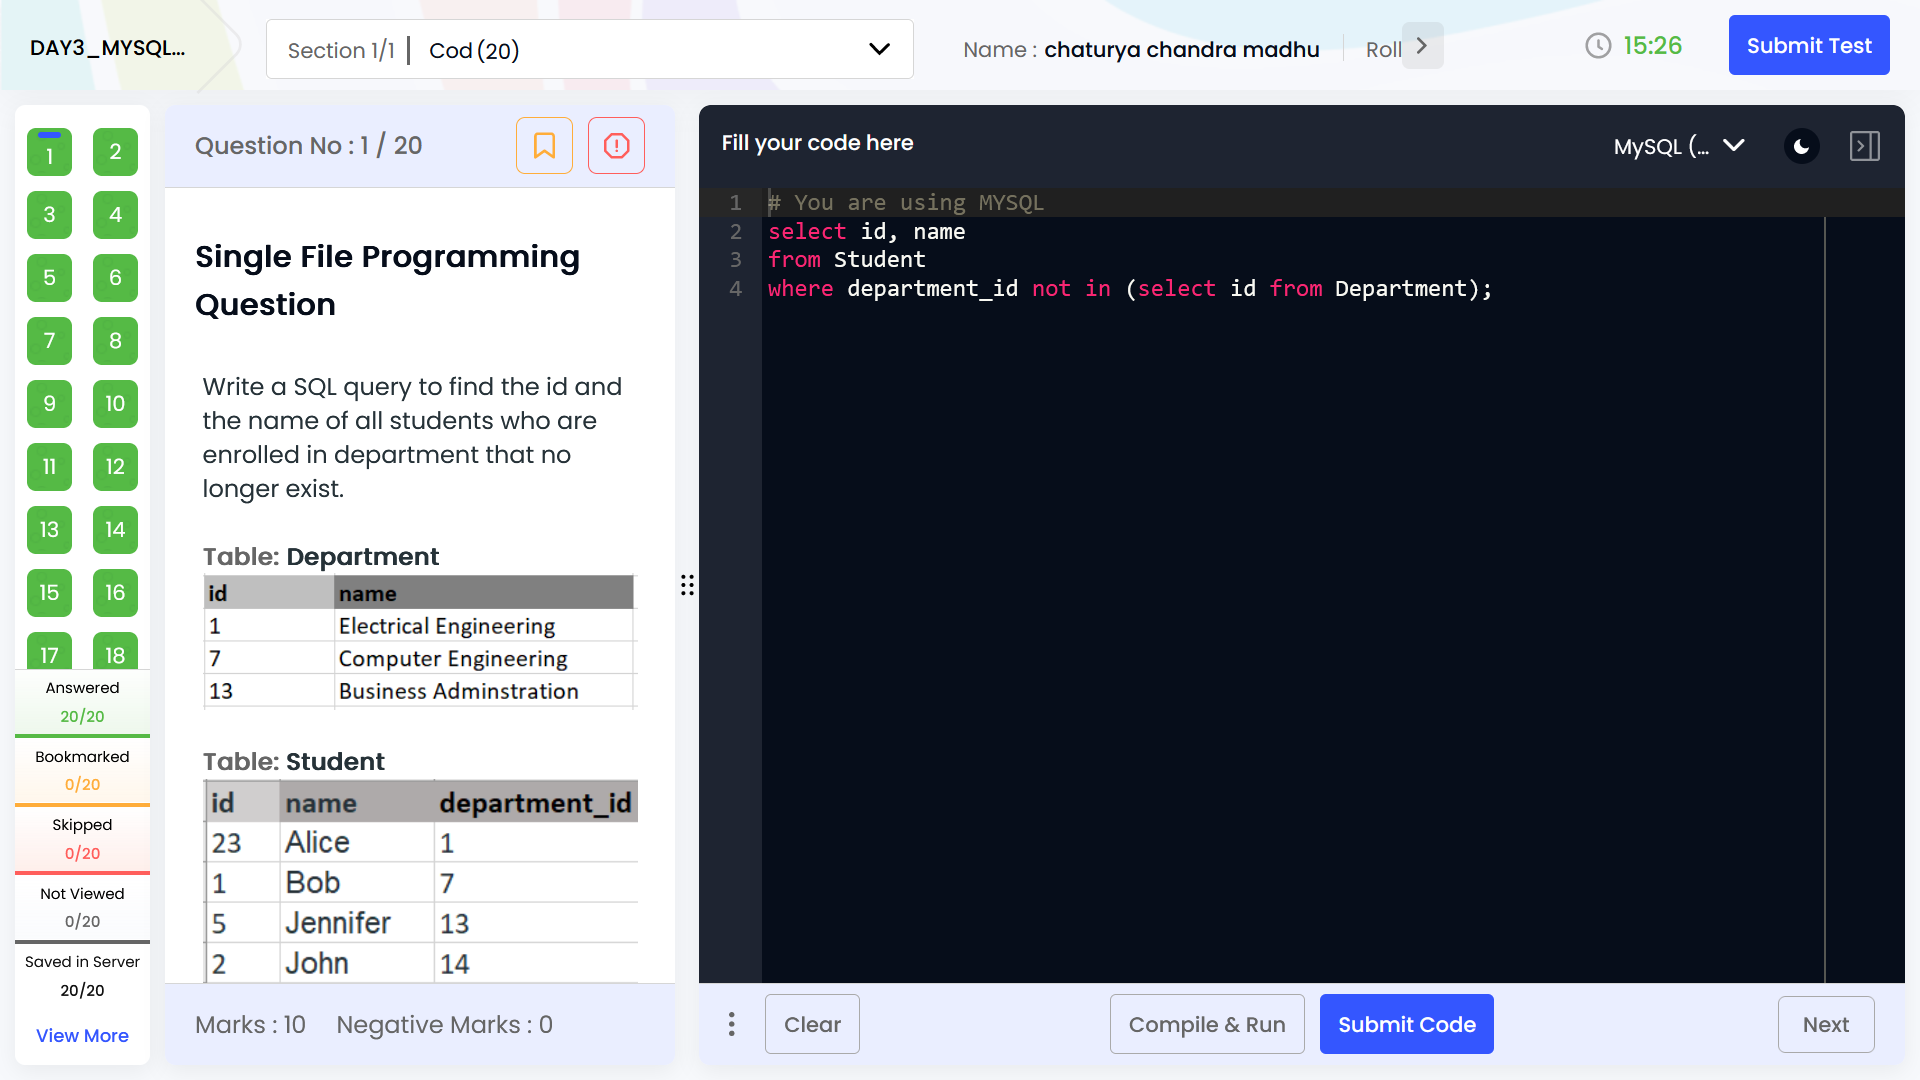 DAY3_MYSQL...
Section 1/1 | Cod (20)
Name : chaturya chandra madhu
Roll
15:26
Submit Test
1 2
3 4
5 6
7 8
9 10
11 12
13 14
15 16
17 18
Answered
20/20
Bookmarked
0/20
Skipped
0/20
Not Viewed
0/20
Saved in Server
20/20
View More
Question No : 1 / 20
Single File Programming
Question
Write a SQL query to find the id and
the name of all students who are
enrolled in department that no
longer exist.
Table: Department
id name
1 Electrical Engineering
7 Computer Engineering
13 Business Adminstration
Table: Student
id name department_id
23 Alice 1
1 Bob 7
5 Jennifer 13
2 John 14
Marks : 10 Negative Marks : 0
Fill your code here
MySQL (...
1 # You are using MYSQL
2 select id, name
3 from Student
4 where department_id not in (select id from Department);
Clear
Compile & Run
Submit Code
Next